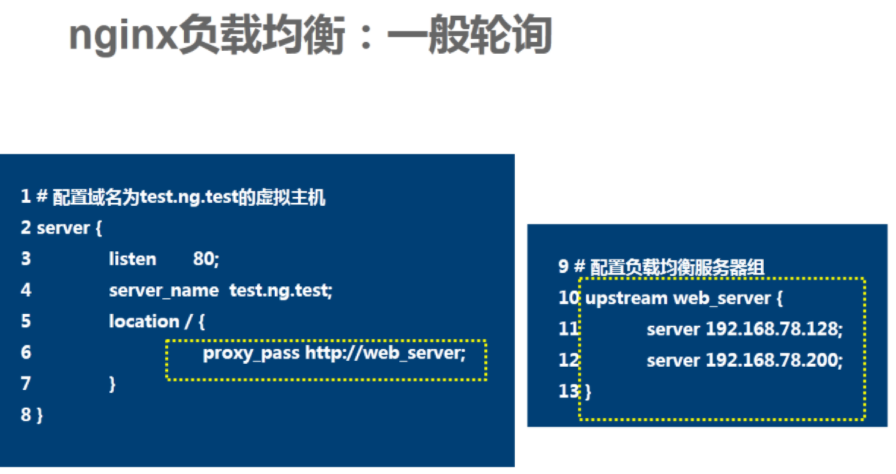 nginx负载均衡：一般轮询
1 # 配置域名为test.ng.test的虚拟主机
2 server {
3 listen 80;
4 server_name test.ng.test;
5 location / {
6 proxy_pass http://web_server;
7 }
8 }
9 # 配置负载均衡服务器组
10 upstream web_server {
11 server 192.168.78.128;
12 server 192.168.78.200;
13 }